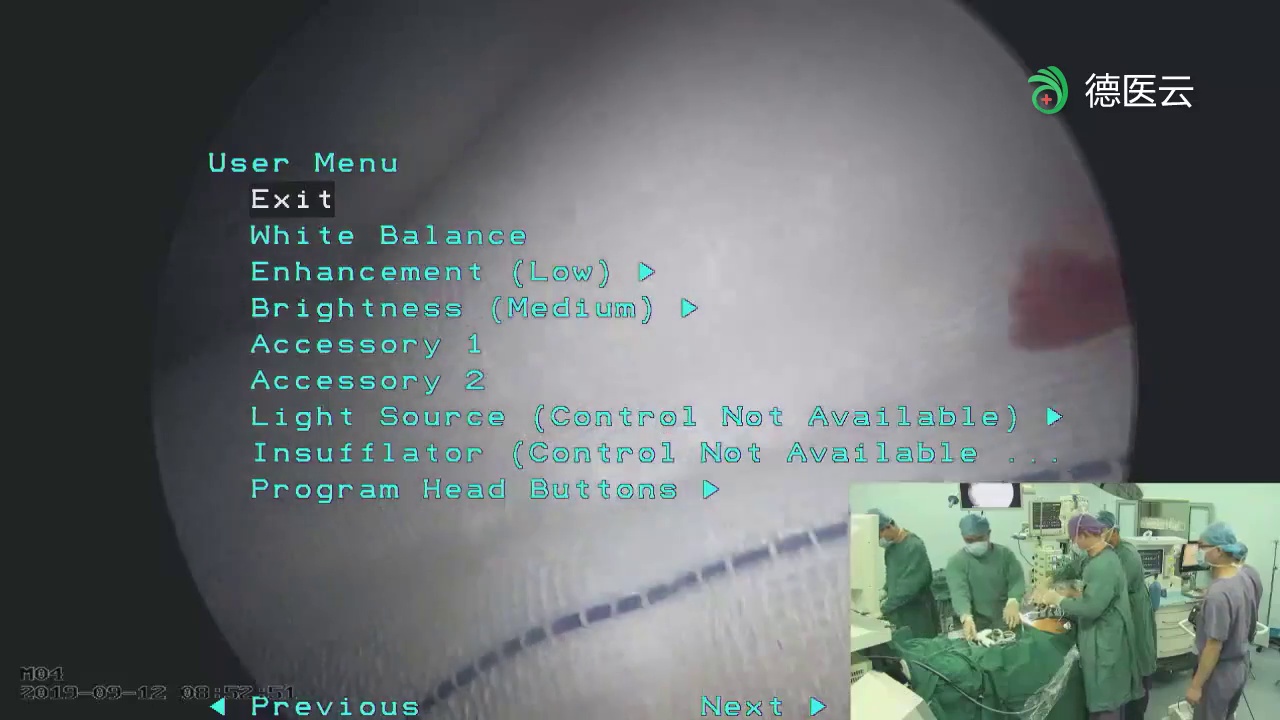 德医云
User Menu
Exit
White Balance
Enhancement (Low) ▶
Brightness (Medium) ▶
Accessory 1
Accessory 2
Light Source (Control Not Available) ▶
Insufflator (Control Not Available ...
Program Head Buttons ▶
M04
2019-09-12 08:52:51
◀ Previous
Next ▶